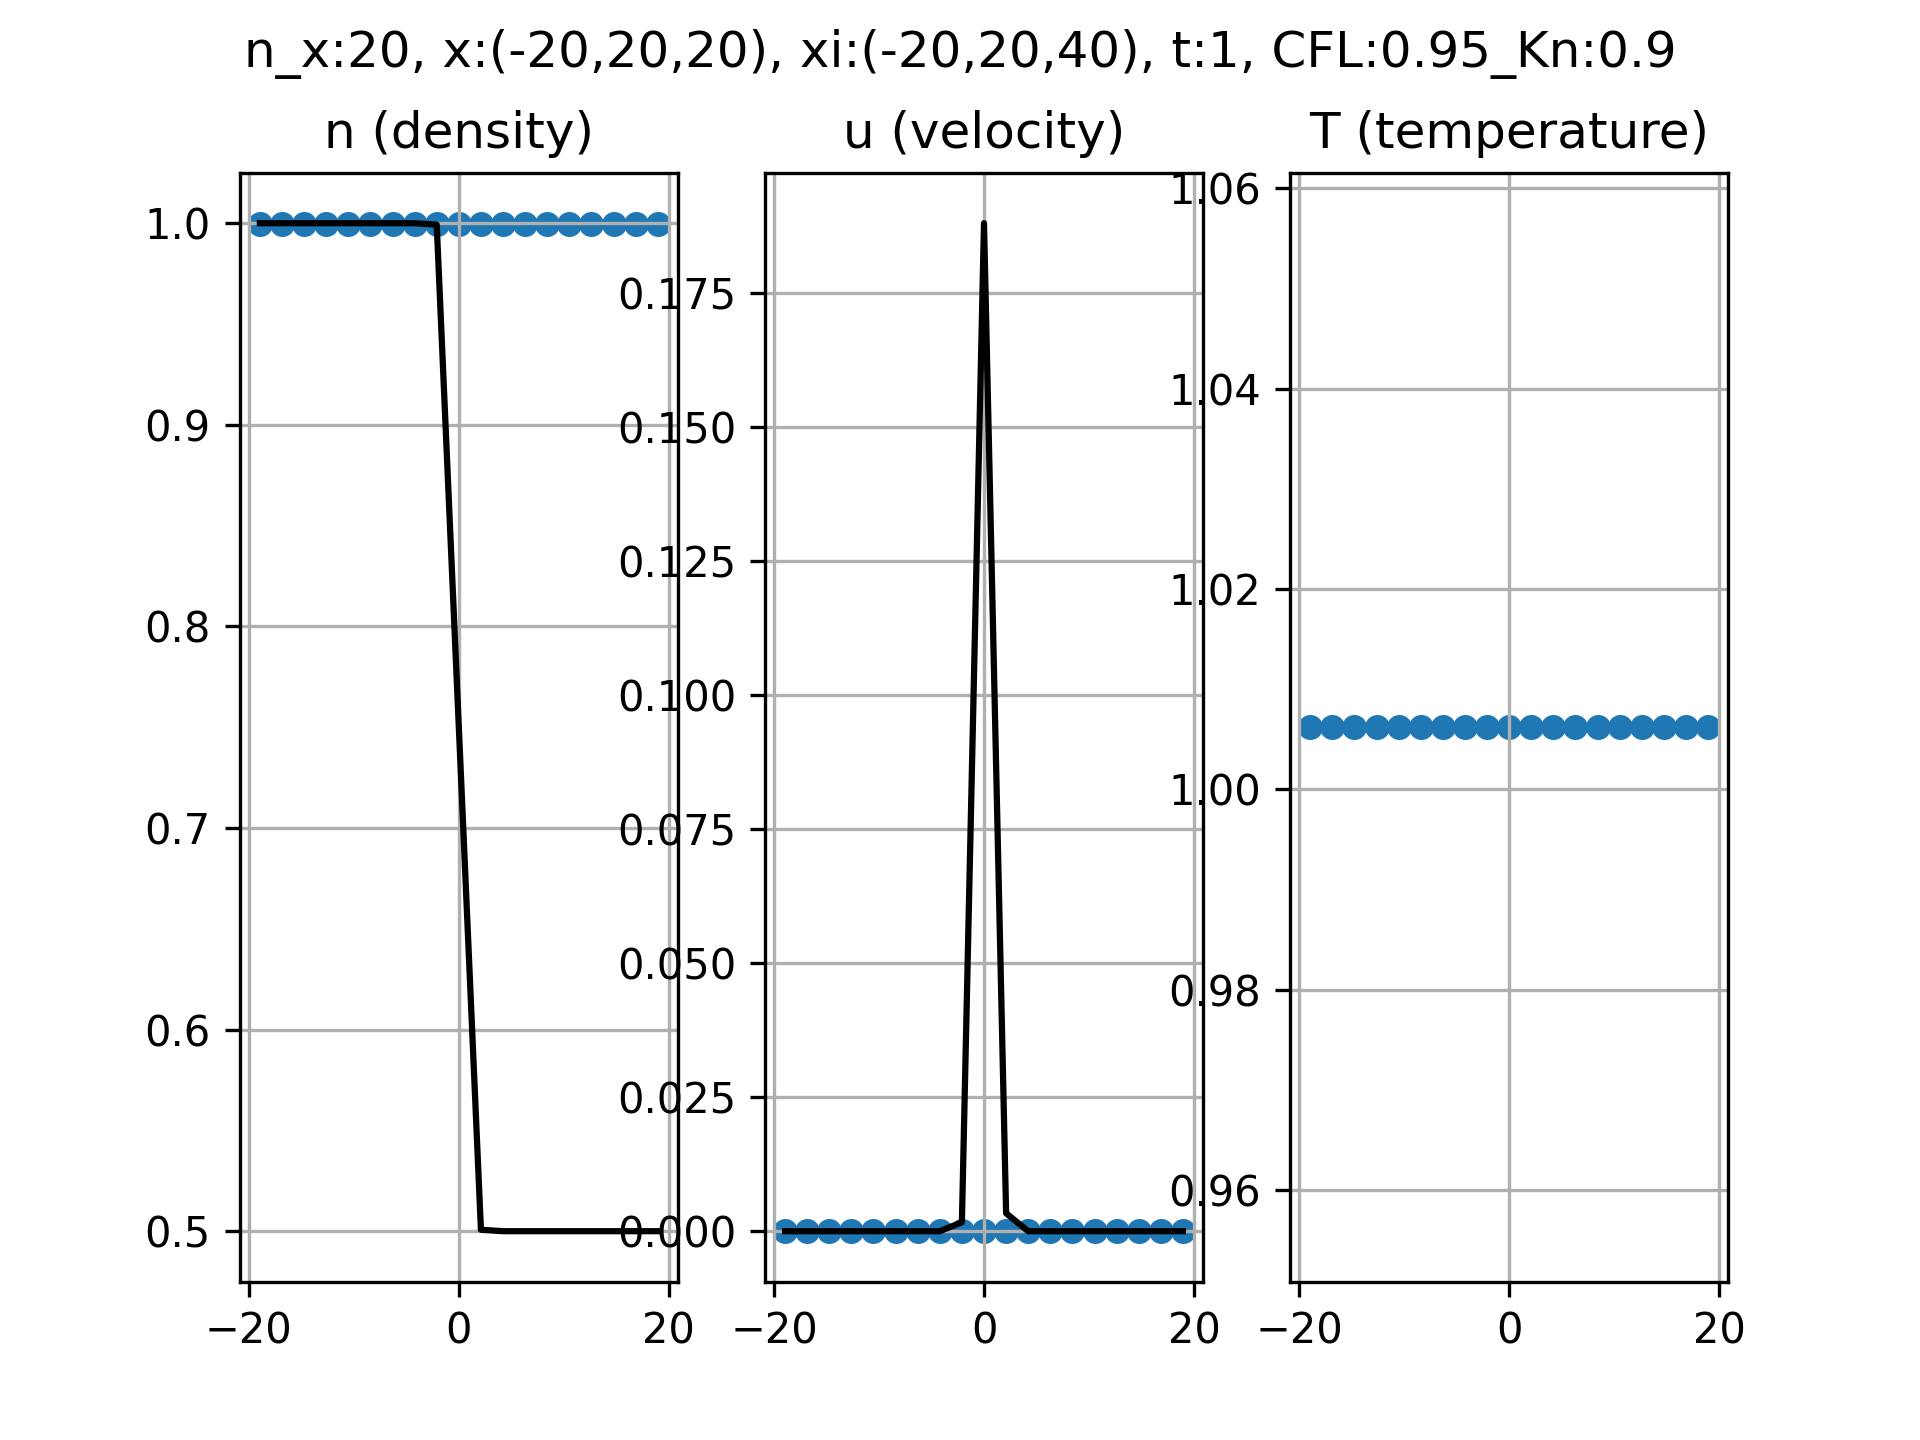 n_x:20, x:(-20,20,20), xi:(-20,20,40), t:1, CFL:0.95_Kn:0.9
n (density)
1.0
0.9
0.8
0.7
0.6
0.5
−20 0 20
u (velocity)
0.175
0.150
0.125
0.100
0.075
0.050
0.025
0.000
−20 0 20
T (temperature)
1.06
1.04
1.02
1.00
0.98
0.96
−20 0 20